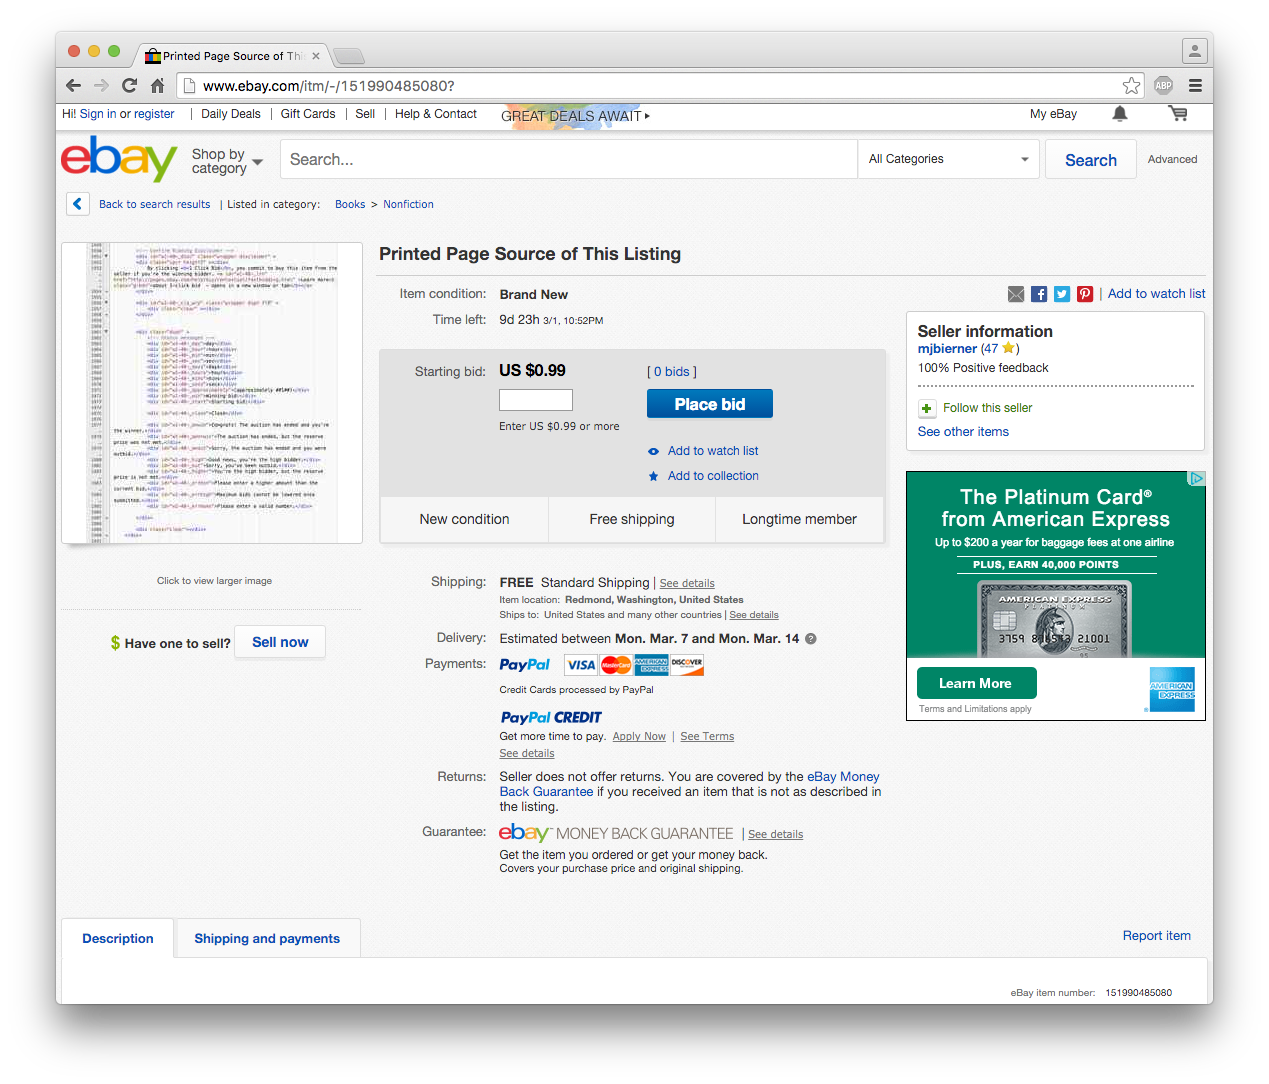 Printed Page Source of Thi
www.ebay.com/itm/-/151990485080?
ABP
Hi! Sign in or register | Daily Deals | Gift Cards | Sell | Help & Contact
GREAT DEALS AWAIT
My eBay
ebay
Shop by category
Search...
All Categories
Search
Advanced
Back to search results | Listed in category: Books > Nonfiction
Printed Page Source of This Listing
Item condition: Brand New
Time left: 9d 23h 3/1, 10:52PM
| Add to watch list
Starting bid: US $0.99 [ 0 bids ]
Place bid
Enter US $0.99 or more
Add to watch list
Add to collection
New condition
Free shipping
Longtime member
Seller information
mjbierner (47 )
100% Positive feedback
Follow this seller
See other items
Click to view larger image
$ Have one to sell? Sell now
Shipping: FREE Standard Shipping | See details
Item location: Redmond, Washington, United States
Ships to: United States and many other countries | See details
Delivery: Estimated between Mon. Mar. 7 and Mon. Mar. 14 ?
Payments: PayPal VISA MasterCard AMERICAN EXPRESS DISCOVER
Credit Cards processed by PayPal
PayPal CREDIT
Get more time to pay. Apply Now | See Terms
See details
Returns: Seller does not offer returns. You are covered by the eBay Money
Back Guarantee if you received an item that is not as described in
the listing.
Guarantee: ebay™ MONEY BACK GUARANTEE | See details
Get the item you ordered or get your money back.
Covers your purchase price and original shipping.
The Platinum Card®
from American Express
Up to $200 a year for baggage fees at one airline
PLUS, EARN 40,000 POINTS
AMERICAN EXPRESS
PLATINUM
21001
95
Learn More
AMERICAN EXPRESS
Terms and Limitations apply
Description
Shipping and payments
Report item
eBay item number: 151990485080